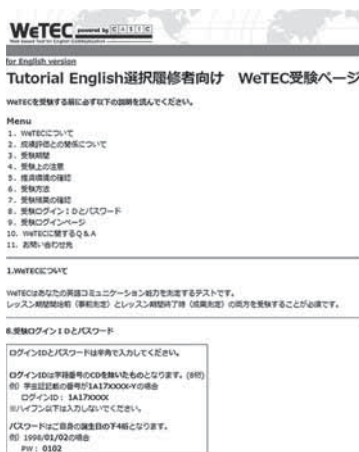 WeTEC powered by CASEC
Web based Test for English Communication
for English version
Tutorial English選択履修者向け　WeTEC受験ページ
WeTECを受験する前に必ず以下の説明を読んでください。
Menu
1. WeTECについて
2. 成績評価との関係について
3. 受験期間
4. 受験上の注意
5. 推奨環境の確認
6. 受験方法
7. 受験結果の確認
8. 受験ログインＩＤとパスワード
9. 受験ログインページ
10. WeTECに関するQ＆A
11. お問い合わせ先
1.WeTECについて
WeTECはあなたの英語コミュニケーション能力を測定するテストです。
レッスン期間開始前（事前測定）とレッスン期間終了時（成果測定）の両方を受験することが必須です。
8.受験ログインＩＤとパスワード
ログインIDとパスワードは半角で入力してください。
ログインIDは学籍番号のCDを除いたものとなります。(8桁)
例）学生証記載の番号が1A17XXXX-Yの場合
ログインID： 1A17XXXX
※ハイフン以下は入力しないでください。
パスワードはご自身の誕生日の下4桁となります。
例）1998/01/02の場合
PW： 0102